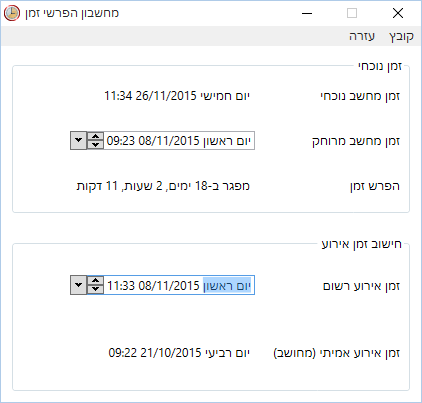 מחשבון הפרשי זמן
קובץ עזרה
זמן נוכחי
זמן מחשב נוכחי יום חמישי 26/11/2015 11:34
זמן מחשב מרוחק יום ראשון 08/11/2015 09:23
הפרש זמן מפגר ב-18 ימים, 2 שעות, 11 דקות
חישוב זמן אירוע
זמן אירוע רשום יום ראשון 08/11/2015 11:33
זמן אירוע אמיתי (מחושב) יום רביעי 21/10/2015 09:22